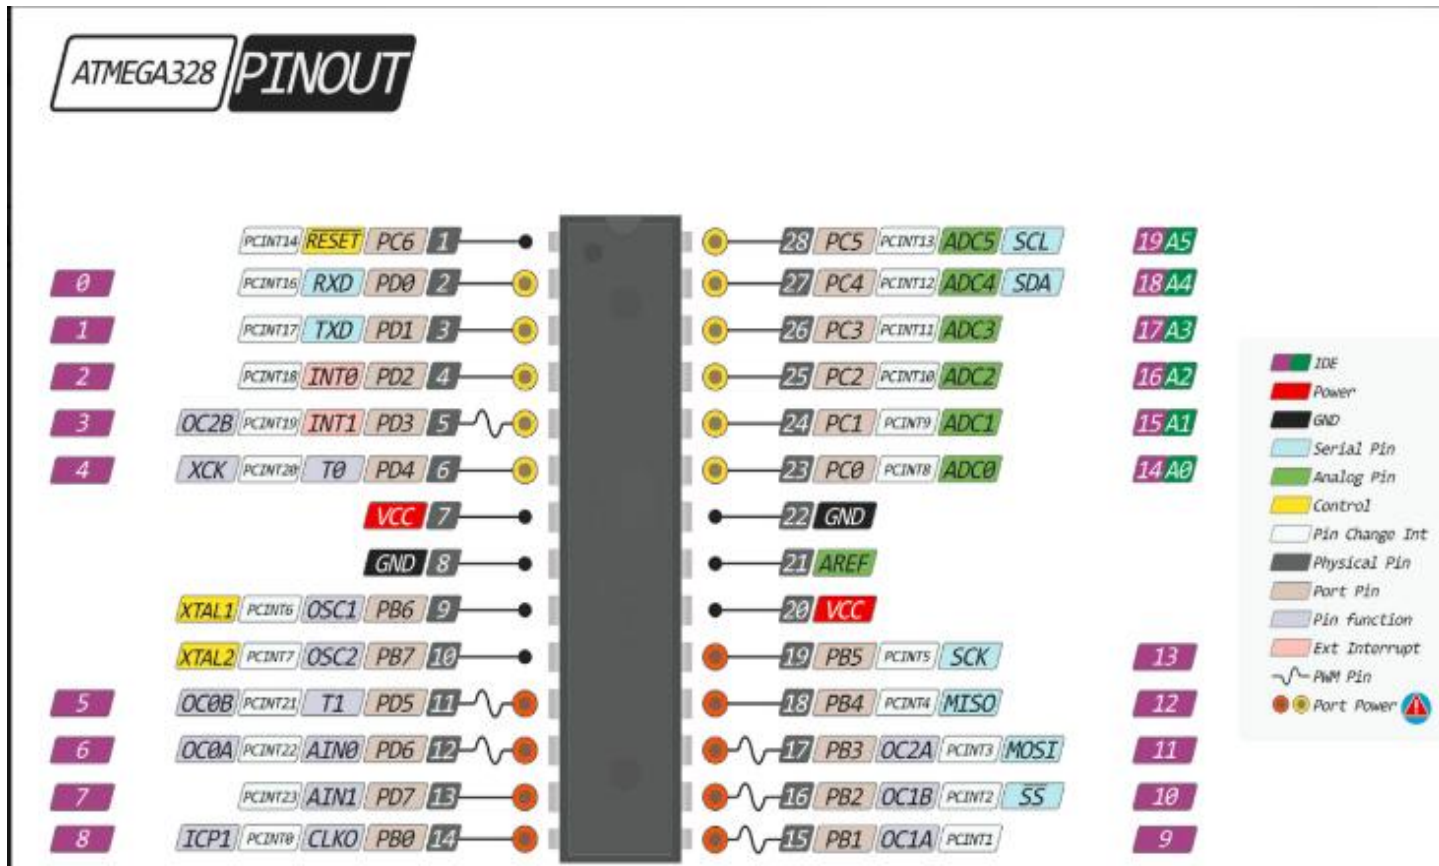 ATMEGA328 PINOUT
PCINT14 RESET PC6 1
28 PC5 PCINT13 ADC5 SCL 19 A5
0 PCINT16 RXD PD0 2
27 PC4 PCINT12 ADC4 SDA 18 A4
1 PCINT17 TXD PD1 3
26 PC3 PCINT11 ADC3 17 A3
2 PCINT18 INT0 PD2 4
25 PC2 PCINT10 ADC2 16 A2
3 OC2B PCINT19 INT1 PD3 5
24 PC1 PCINT9 ADC1 15 A1
4 XCK PCINT20 T0 PD4 6
23 PC0 PCINT8 ADC0 14 A0
VCC 7
22 GND
GND 8
21 AREF
XTAL1 PCINT6 OSC1 PB6 9
20 VCC
XTAL2 PCINT7 OSC2 PB7 10
19 PB5 PCINT5 SCK 13
5 OC0B PCINT21 T1 PD5 11
18 PB4 PCINT4 MISO 12
6 OC0A PCINT22 AIN0 PD6 12
17 PB3 OC2A PCINT3 MOSI 11
7 PCINT23 AIN1 PD7 13
16 PB2 OC1B PCINT2 SS 10
8 ICP1 PCINT0 CLKO PB0 14
15 PB1 OC1A PCINT1 9
IDE
Power
GND
Serial Pin
Analog Pin
Control
Pin Change Int
Physical Pin
Port Pin
Pin function
Ext Interrupt
PWM Pin
Port Power